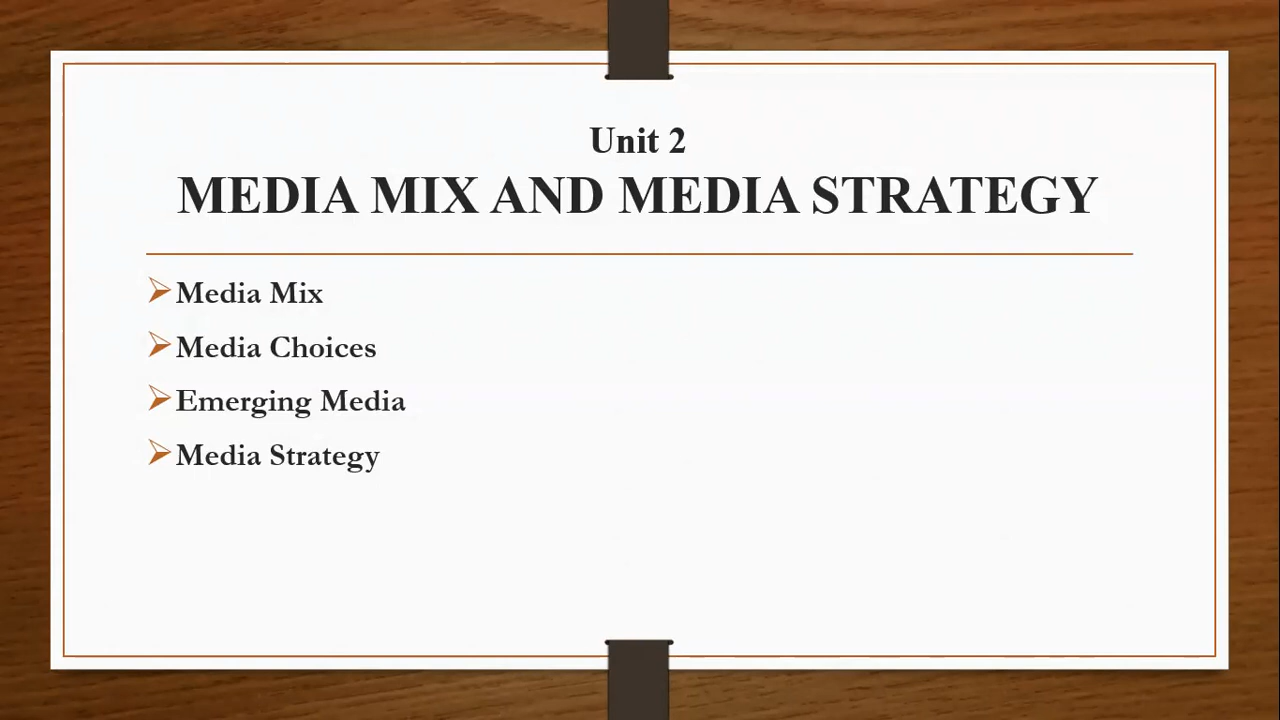 Unit 2
MEDIA MIX AND MEDIA STRATEGY
Media Mix
Media Choices
Emerging Media
Media Strategy